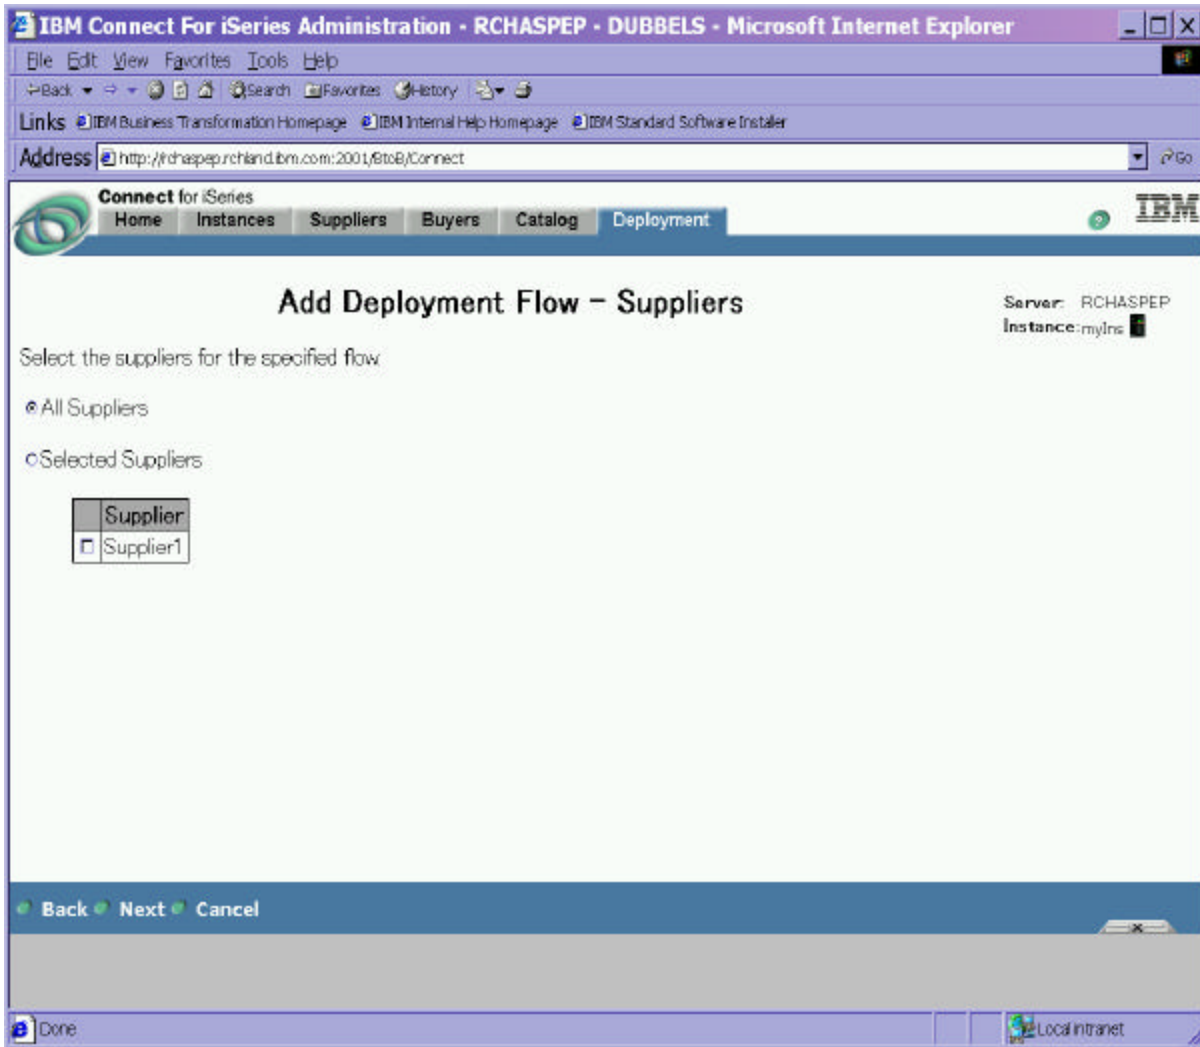 IBM Connect For iSeries Administration - RCHASPEP - DUBBELS - Microsoft Internet Explorer
File Edit View Favorites Tools Help
Back Search Favorites History
Links IBM Business Transformation Homepage IBM Internal Help Homepage IBM Standard Software Installer
Address http://rchaspep.rchland.ibm.com:2001/BtoB/Connect Go
Connect for iSeries
Home Instances Suppliers Buyers Catalog Deployment
? IBM
Add Deployment Flow - Suppliers
Server: RCHASPEP
Instance: myIns
Select the suppliers for the specified flow.
All Suppliers
Selected Suppliers
Supplier
Supplier1
Back Next Cancel
Done Local intranet